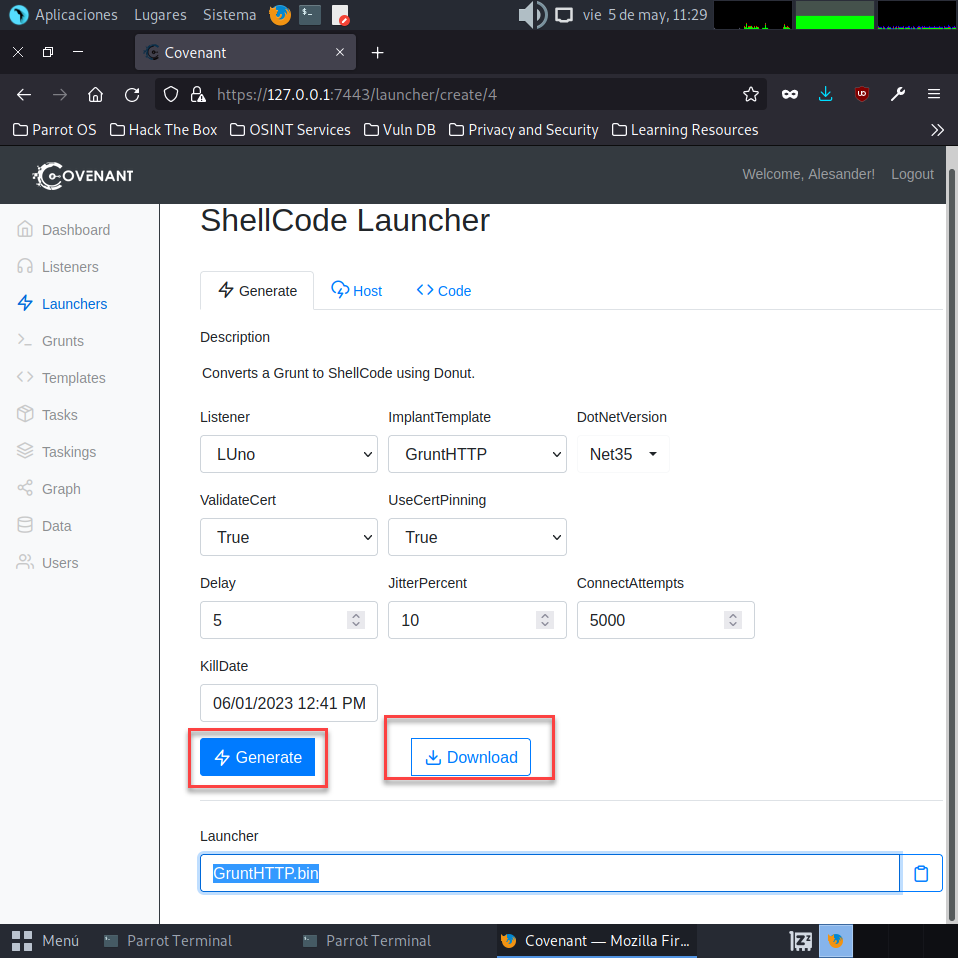 Aplicaciones Lugares Sistema vie 5 de may, 11:29
Covenant
https://127.0.0.1:7443/launcher/create/4
Parrot OS Hack The Box OSINT Services Vuln DB Privacy and Security Learning Resources
COVENANT Welcome, Alesander! Logout
Dashboard
Listeners
Launchers
Grunts
Templates
Tasks
Taskings
Graph
Data
Users
ShellCode Launcher
Generate Host Code
Description
Converts a Grunt to ShellCode using Donut.
Listener ImplantTemplate DotNetVersion
LUno GruntHTTP Net35
ValidateCert UseCertPinning
True True
Delay JitterPercent ConnectAttempts
5 10 5000
KillDate
06/01/2023 12:41 PM
Generate Download
Launcher
GruntHTTP.bin
Menú Parrot Terminal Parrot Terminal Covenant — Mozilla Fir...